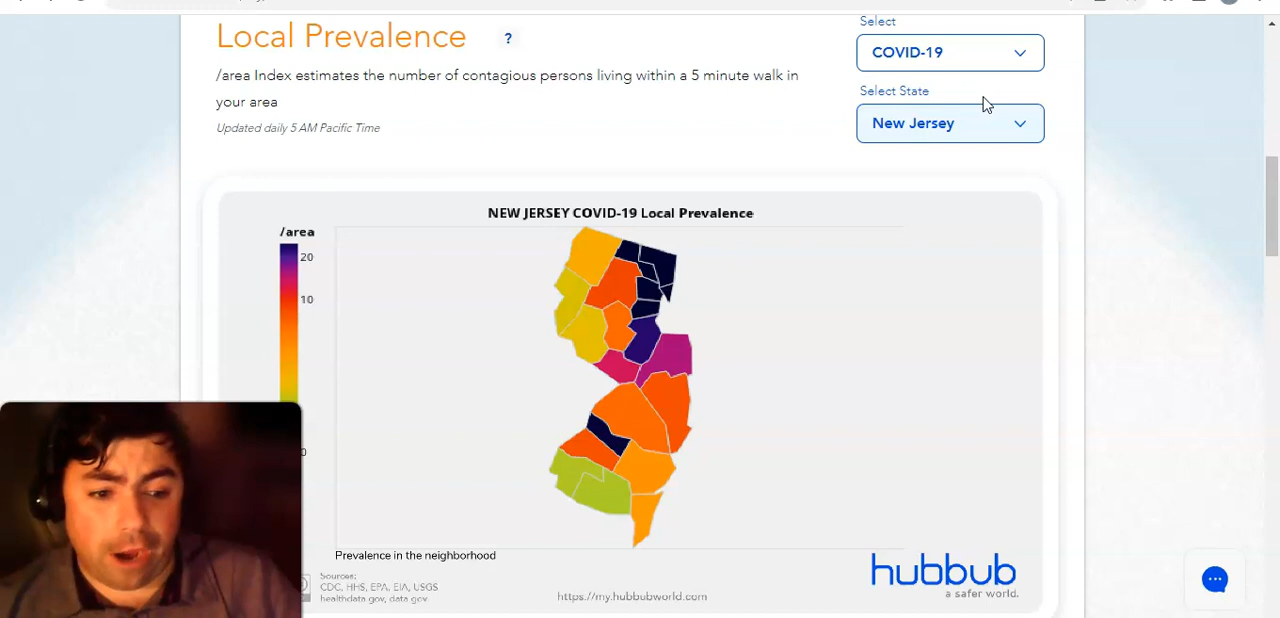 Select
Local Prevalence ?
COVID-19
/area Index estimates the number of contagious persons living within a 5 minute walk in
your area
Select State
Updated daily 5 AM Pacific Time
New Jersey
NEW JERSEY COVID-19 Local Prevalence
/area
20
10
0
Prevalence in the neighborhood
hubbub
a safer world.
Sources:
CDC, HHS, EPA, EIA, USGS
healthdata gov, data gov
https://my.hubbubworld.com